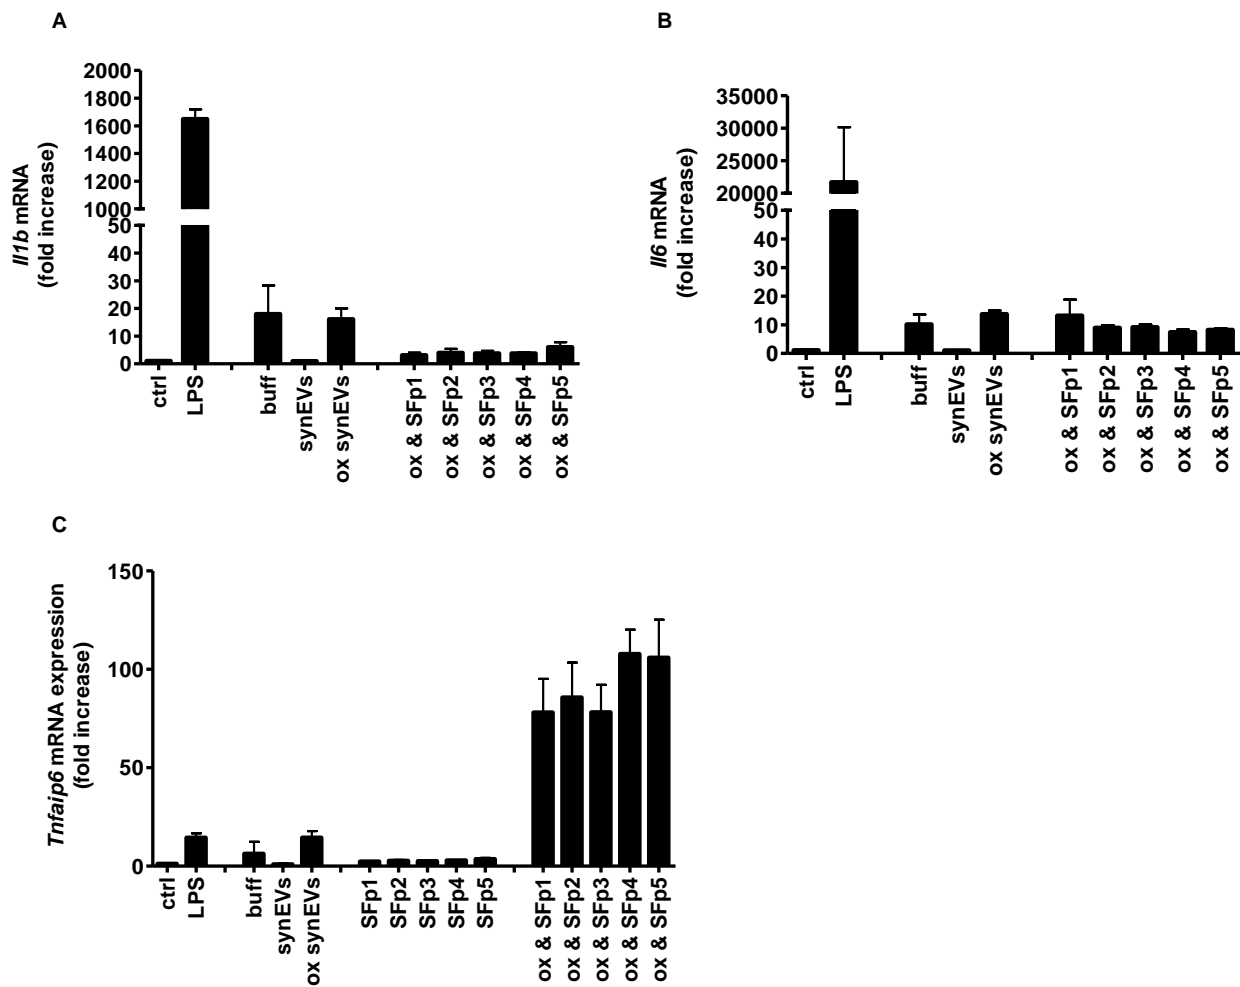 A
Il1b mRNA
(fold increase)
2000
1800
1600
1400
1200
1000
50
40
30
20
10
0
ctrl
LPS
buff
synEVs
ox synEVs
ox & SFp1
ox & SFp2
ox & SFp3
ox & SFp4
ox & SFp5
B
Il6 mRNA
(fold increase)
35000
30000
25000
20000
50
40
30
20
10
0
ctrl
LPS
buff
synEVs
ox synEVs
ox & SFp1
ox & SFp2
ox & SFp3
ox & SFp4
ox & SFp5
C
Tnfaip6 mRNA expression
(fold increase)
150
100
50
0
ctrl
LPS
buff
synEVs
ox synEVs
SFp1
SFp2
SFp3
SFp4
SFp5
ox & SFp1
ox & SFp2
ox & SFp3
ox & SFp4
ox & SFp5